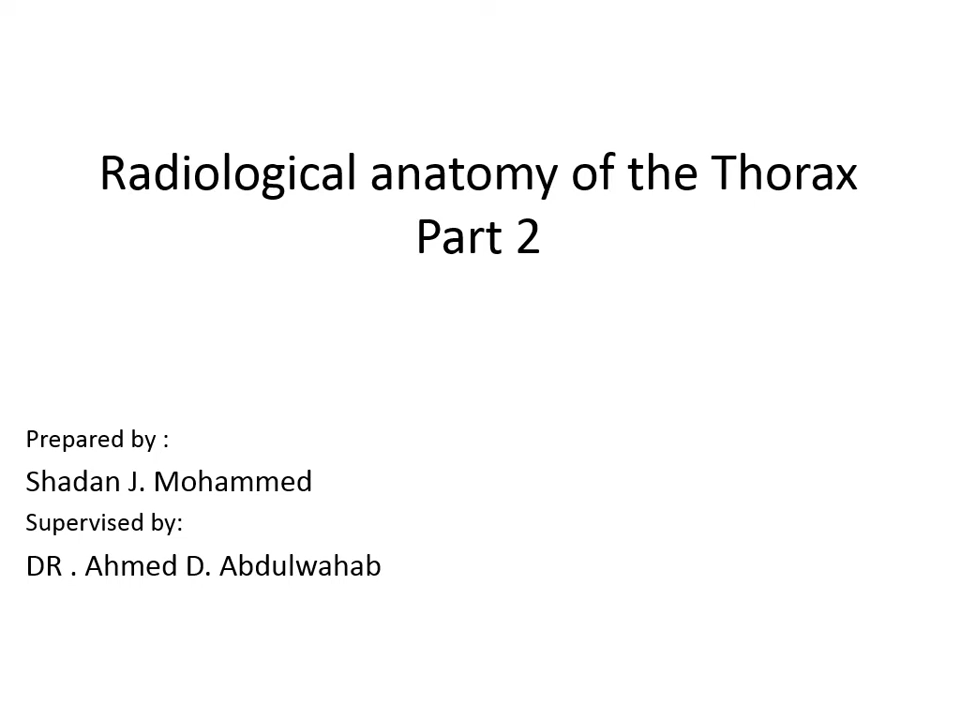 Radiological anatomy of the Thorax
Part 2
Prepared by :
Shadan J. Mohammed
Supervised by:
DR . Ahmed D. Abdulwahab